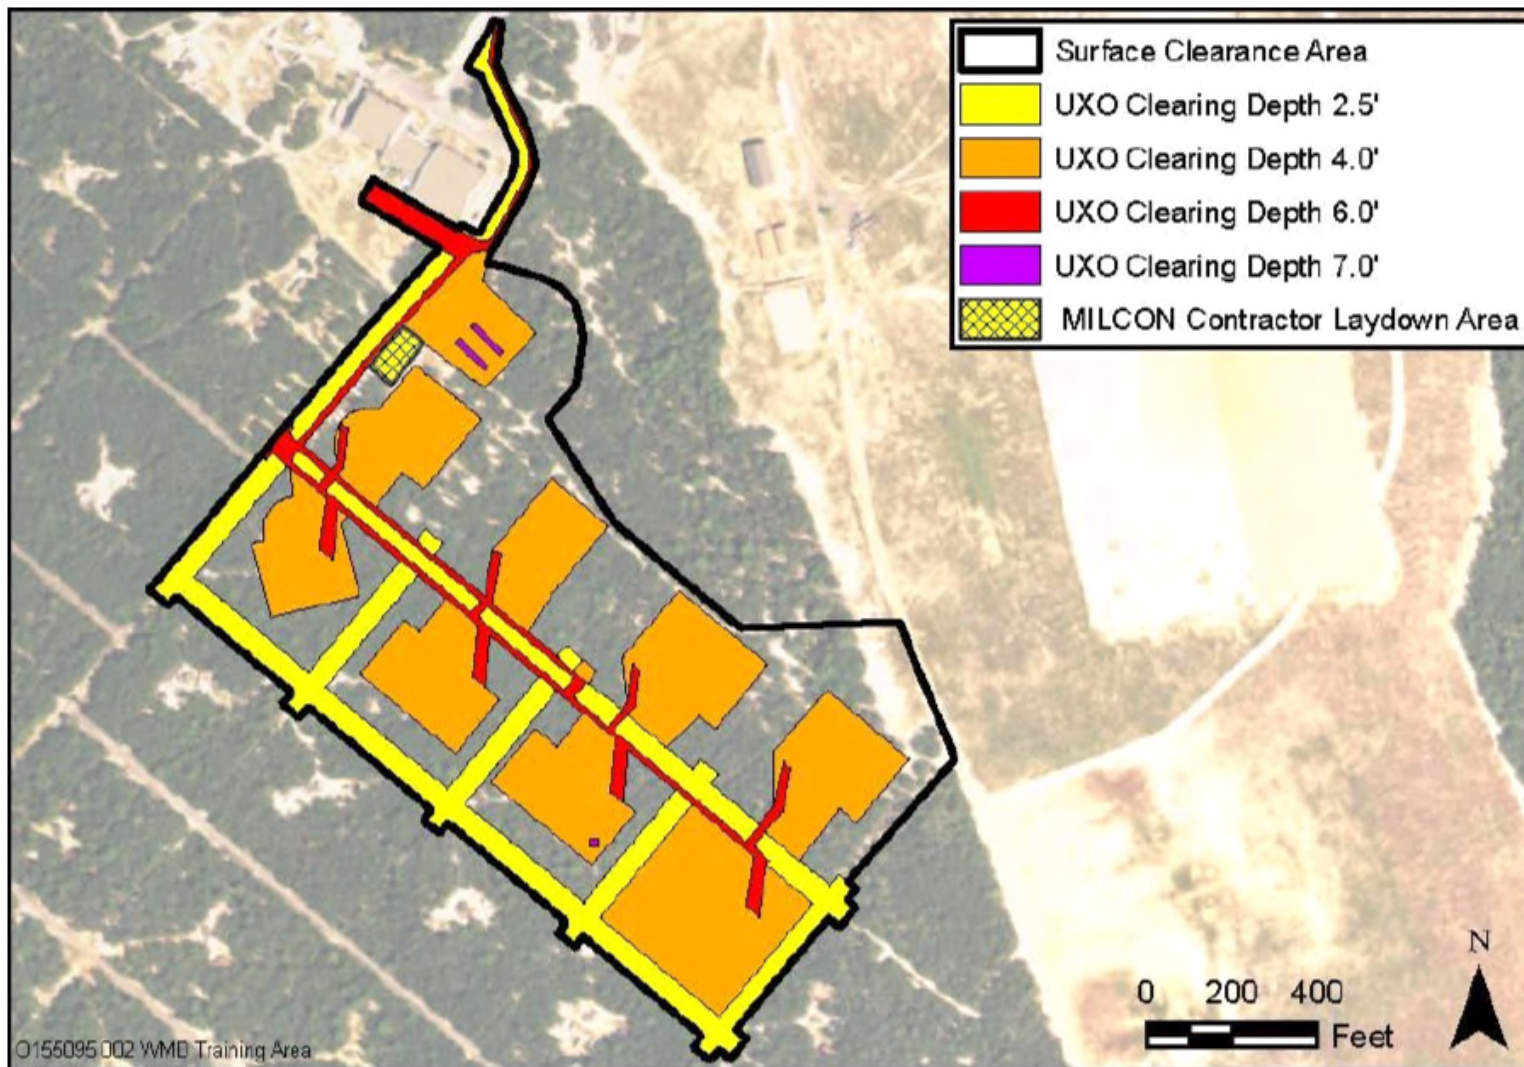 Surface Clearance Area
UXO Clearing Depth 2.5'
UXO Clearing Depth 4.0'
UXO Clearing Depth 6.0'
UXO Clearing Depth 7.0'
MILCON Contractor Laydown Area
N
0 200 400
Feet
O155095 002 WMD Training Area